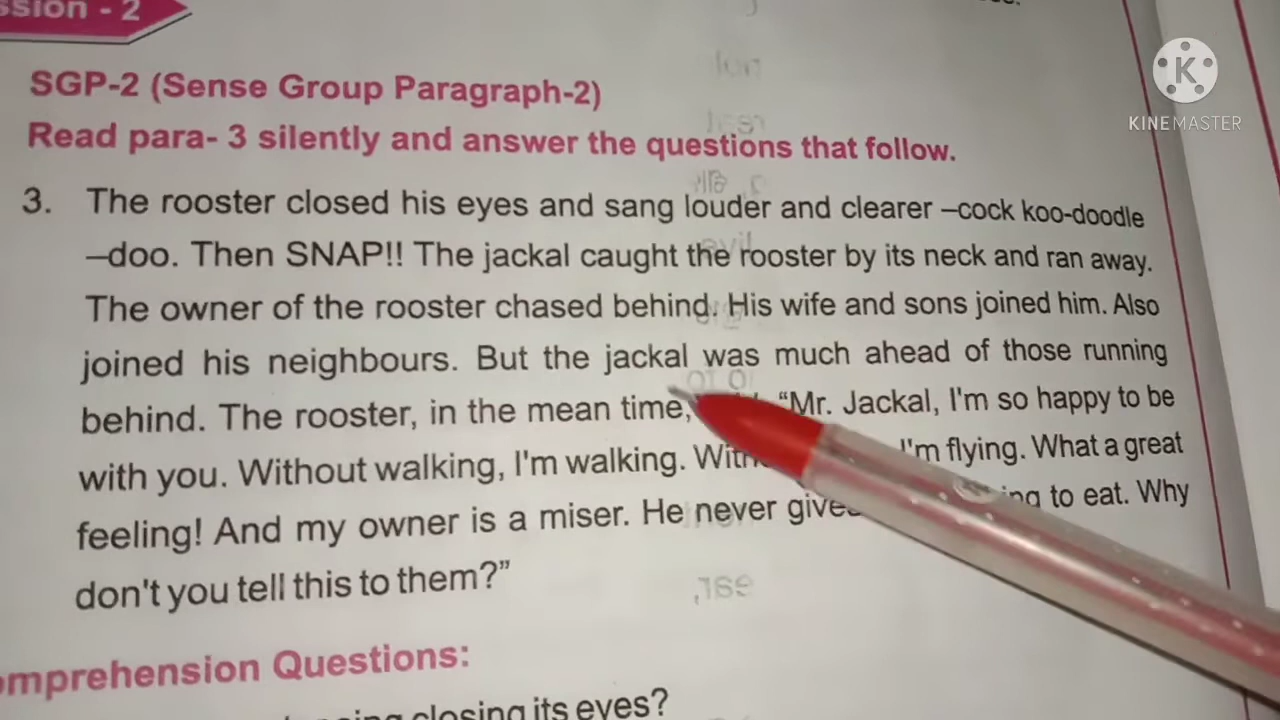 ssion - 2
KINEMASTER
SGP-2 (Sense Group Paragraph-2)
Read para- 3 silently and answer the questions that follow.
3. The rooster closed his eyes and sang louder and clearer –cock koo-doodle
–doo. Then SNAP!! The jackal caught the rooster by its neck and ran away.
The owner of the rooster chased behind. His wife and sons joined him. Also
joined his neighbours. But the jackal was much ahead of those running
behind. The rooster, in the mean time, “Mr. Jackal, I'm so happy to be
with you. Without walking, I'm walking. I'm flying. What a great
feeling! And my owner is a miser. He never gives to eat. Why
don't you tell this to them?”
omprehension Questions:
closing its eyes?